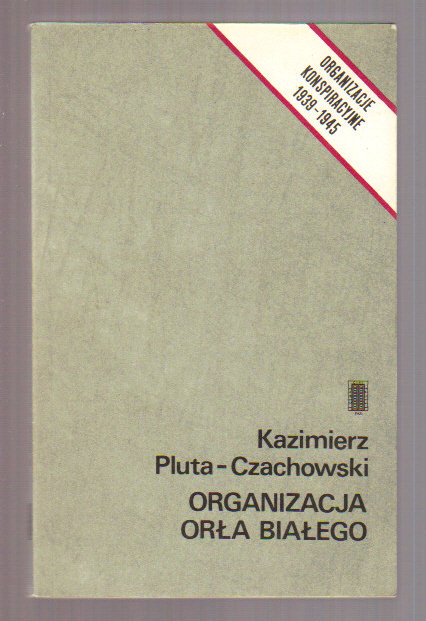 ORGANIZACJE
KONSPIRACYJNE
1939-1945
Kazimierz
Pluta-Czachowski
ORGANIZACJA
ORŁA BIAŁEGO